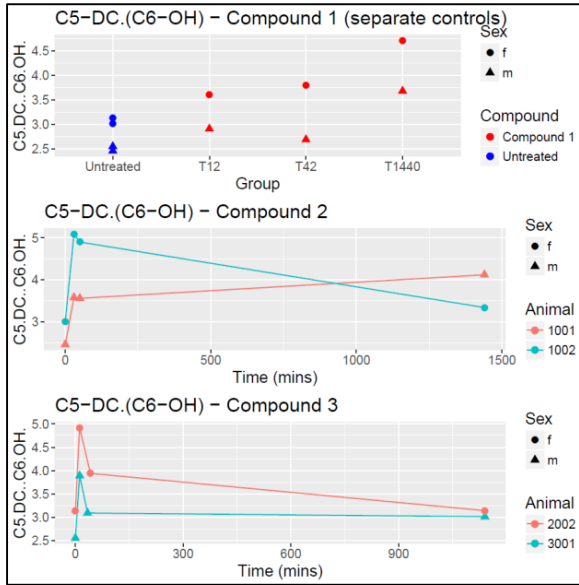 C5−DC.(C6−OH) − Compound 1 (separate controls)
C5.DC..C6.OH.
4.5
4.0
3.5
3.0
2.5
Untreated T12 T42 T1440
Group
Sex
f
m
Compound
Compound 1
Untreated
C5−DC.(C6−OH) − Compound 2
C5.DC..C6.OH.
5
4
3
0 500 1000 1500
Time (mins)
Sex
f
m
Animal
1001
1002
C5−DC.(C6−OH) − Compound 3
C5.DC..C6.OH.
5.0
4.5
4.0
3.5
3.0
2.5
0 300 600 900
Time (mins)
Sex
f
m
Animal
2002
3001